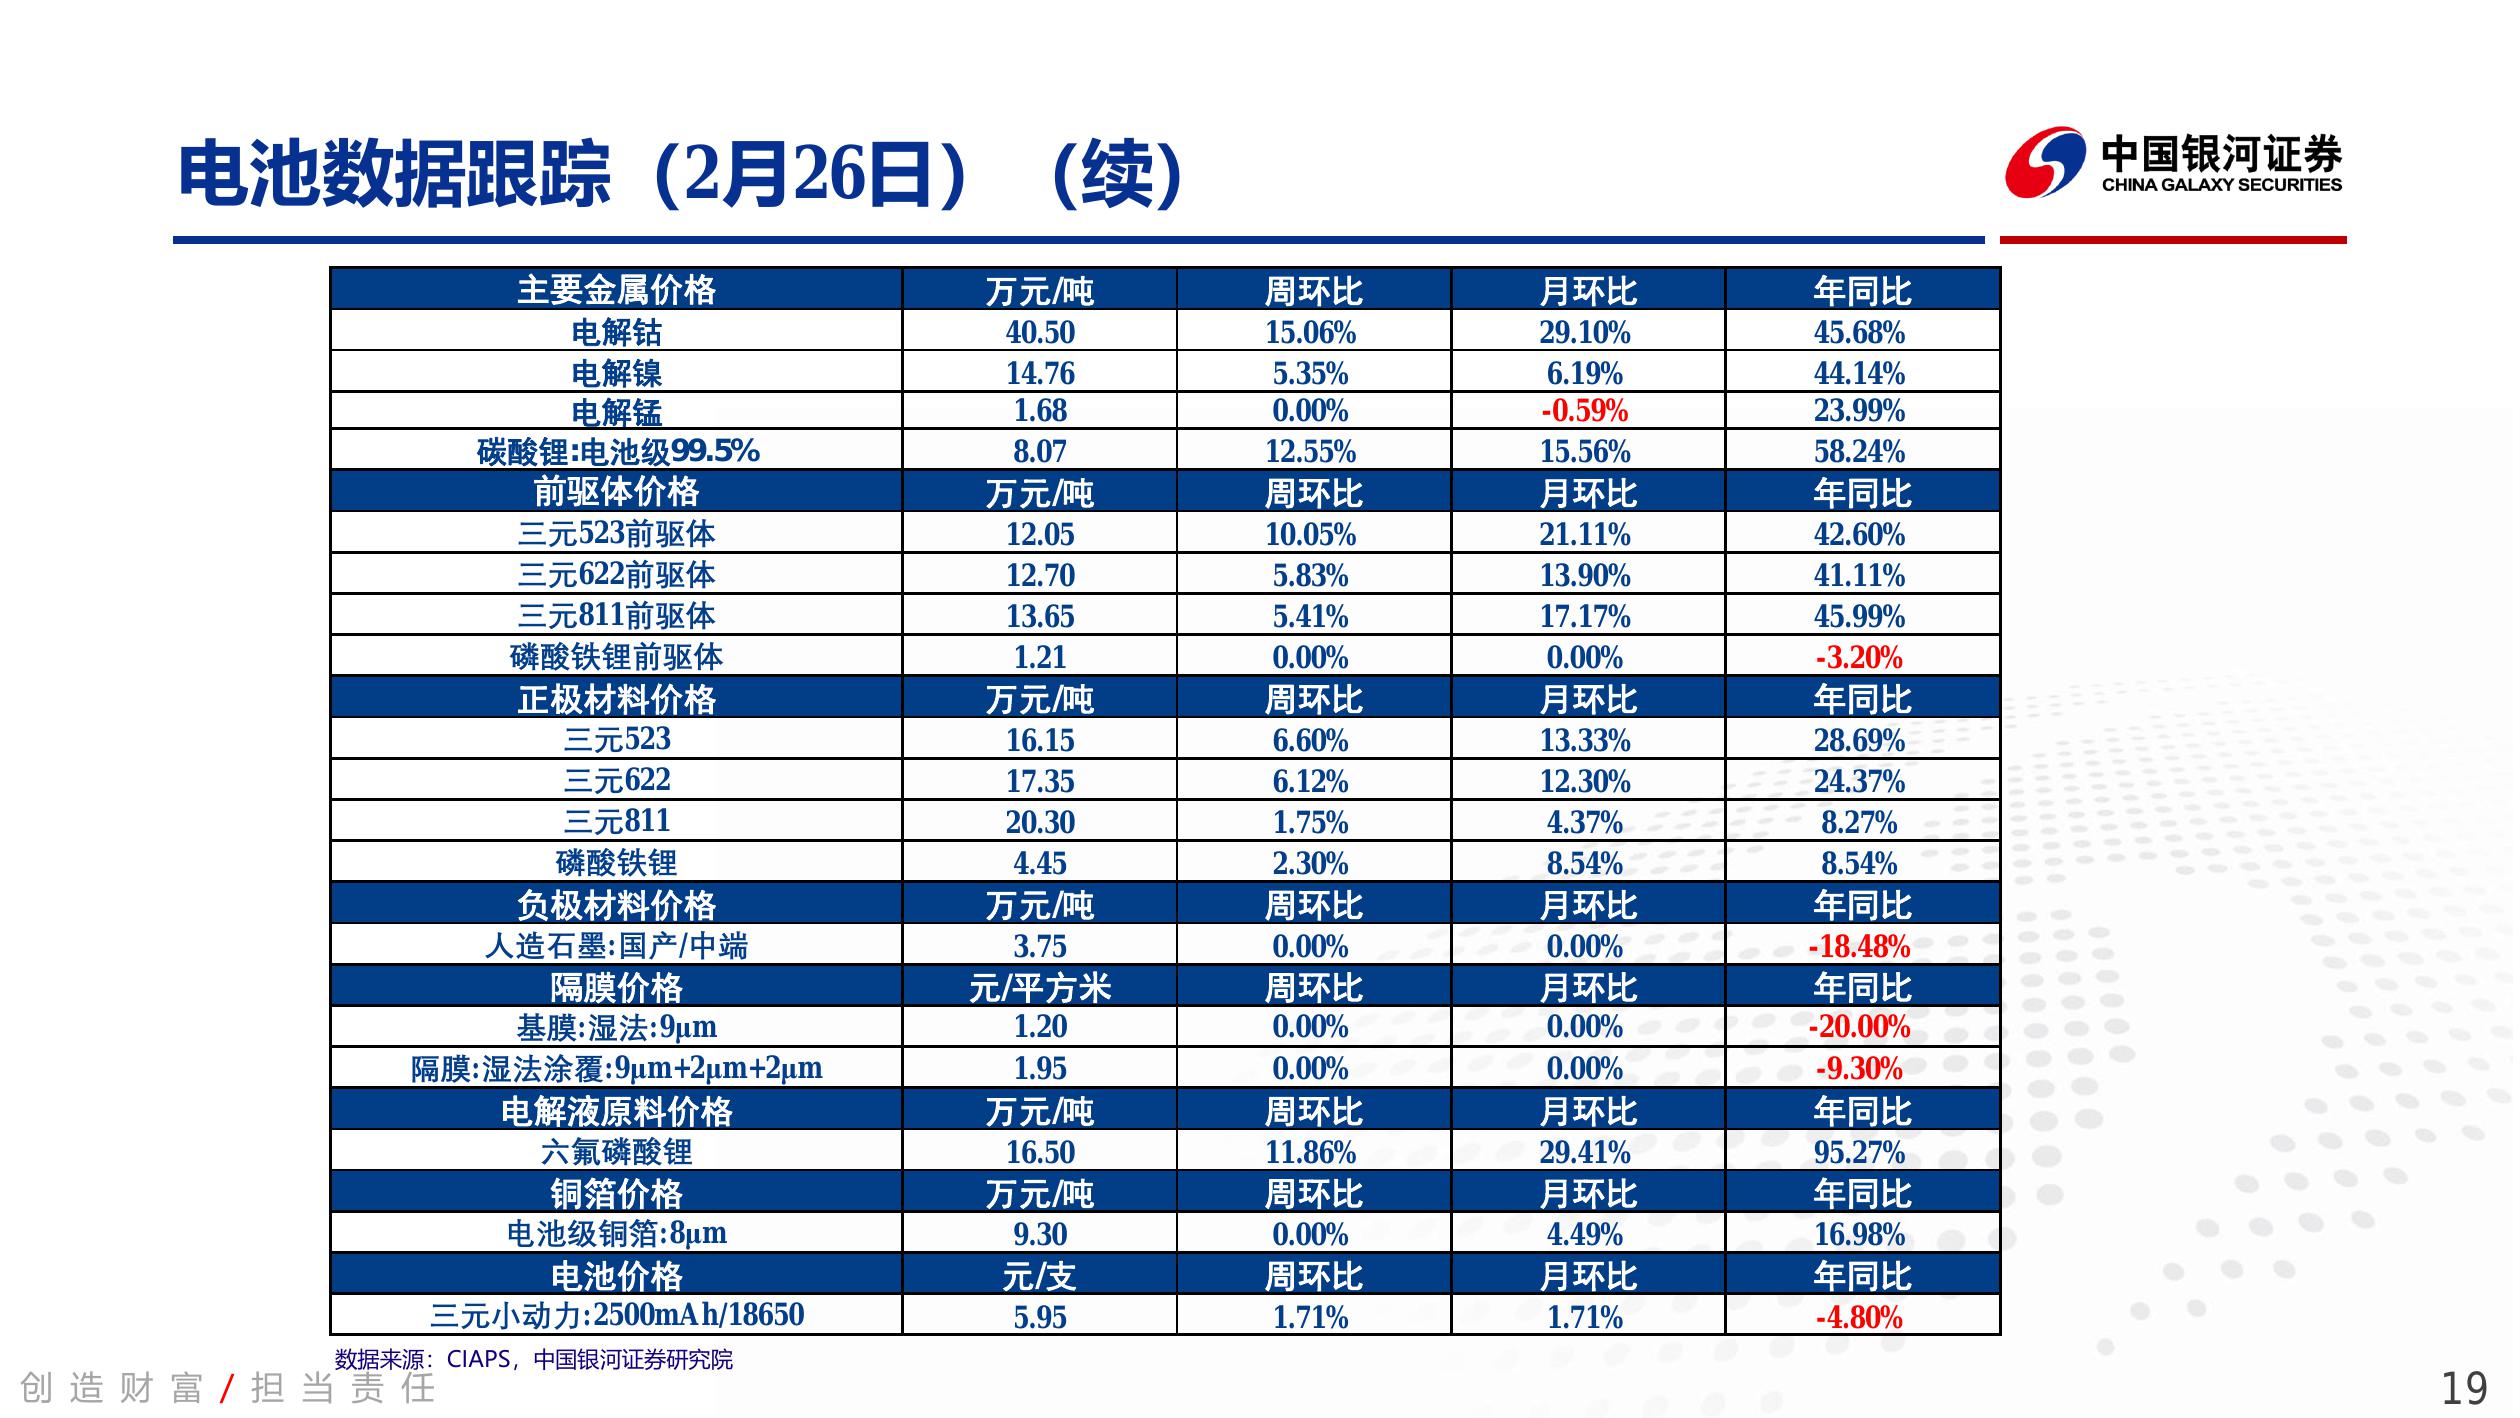 电池数据跟踪（2月26日）（续）
中国银河证券
CHINA GALAXY SECURITIES
主要金属价格 万元/吨 周环比 月环比 年同比
电解钴 40.50 15.06% 29.10% 45.68%
电解镍 14.76 5.35% 6.19% 44.14%
电解锰 1.68 0.00% -0.59% 23.99%
碳酸锂:电池级99.5% 8.07 12.55% 15.56% 58.24%
前驱体价格 万元/吨 周环比 月环比 年同比
三元523前驱体 12.05 10.05% 21.11% 42.60%
三元622前驱体 12.70 5.83% 13.90% 41.11%
三元811前驱体 13.65 5.41% 17.17% 45.99%
磷酸铁锂前驱体 1.21 0.00% 0.00% -3.20%
正极材料价格 万元/吨 周环比 月环比 年同比
三元523 16.15 6.60% 13.33% 28.69%
三元622 17.35 6.12% 12.30% 24.37%
三元811 20.30 1.75% 4.37% 8.27%
磷酸铁锂 4.45 2.30% 8.54% 8.54%
负极材料价格 万元/吨 周环比 月环比 年同比
人造石墨:国产/中端 3.75 0.00% 0.00% -18.48%
隔膜价格 元/平方米 周环比 月环比 年同比
基膜:湿法:9μm 1.20 0.00% 0.00% -20.00%
隔膜:湿法涂覆:9μm+2μm+2μm 1.95 0.00% 0.00% -9.30%
电解液原料价格 万元/吨 周环比 月环比 年同比
六氟磷酸锂 16.50 11.86% 29.41% 95.27%
铜箔价格 万元/吨 周环比 月环比 年同比
电池级铜箔:8μm 9.30 0.00% 4.49% 16.98%
电池价格 元/支 周环比 月环比 年同比
三元小动力:2500mAh/18650 5.95 1.71% 1.71% -4.80%
数据来源：CIAPS，中国银河证券研究院
创造财富/担当责任
19